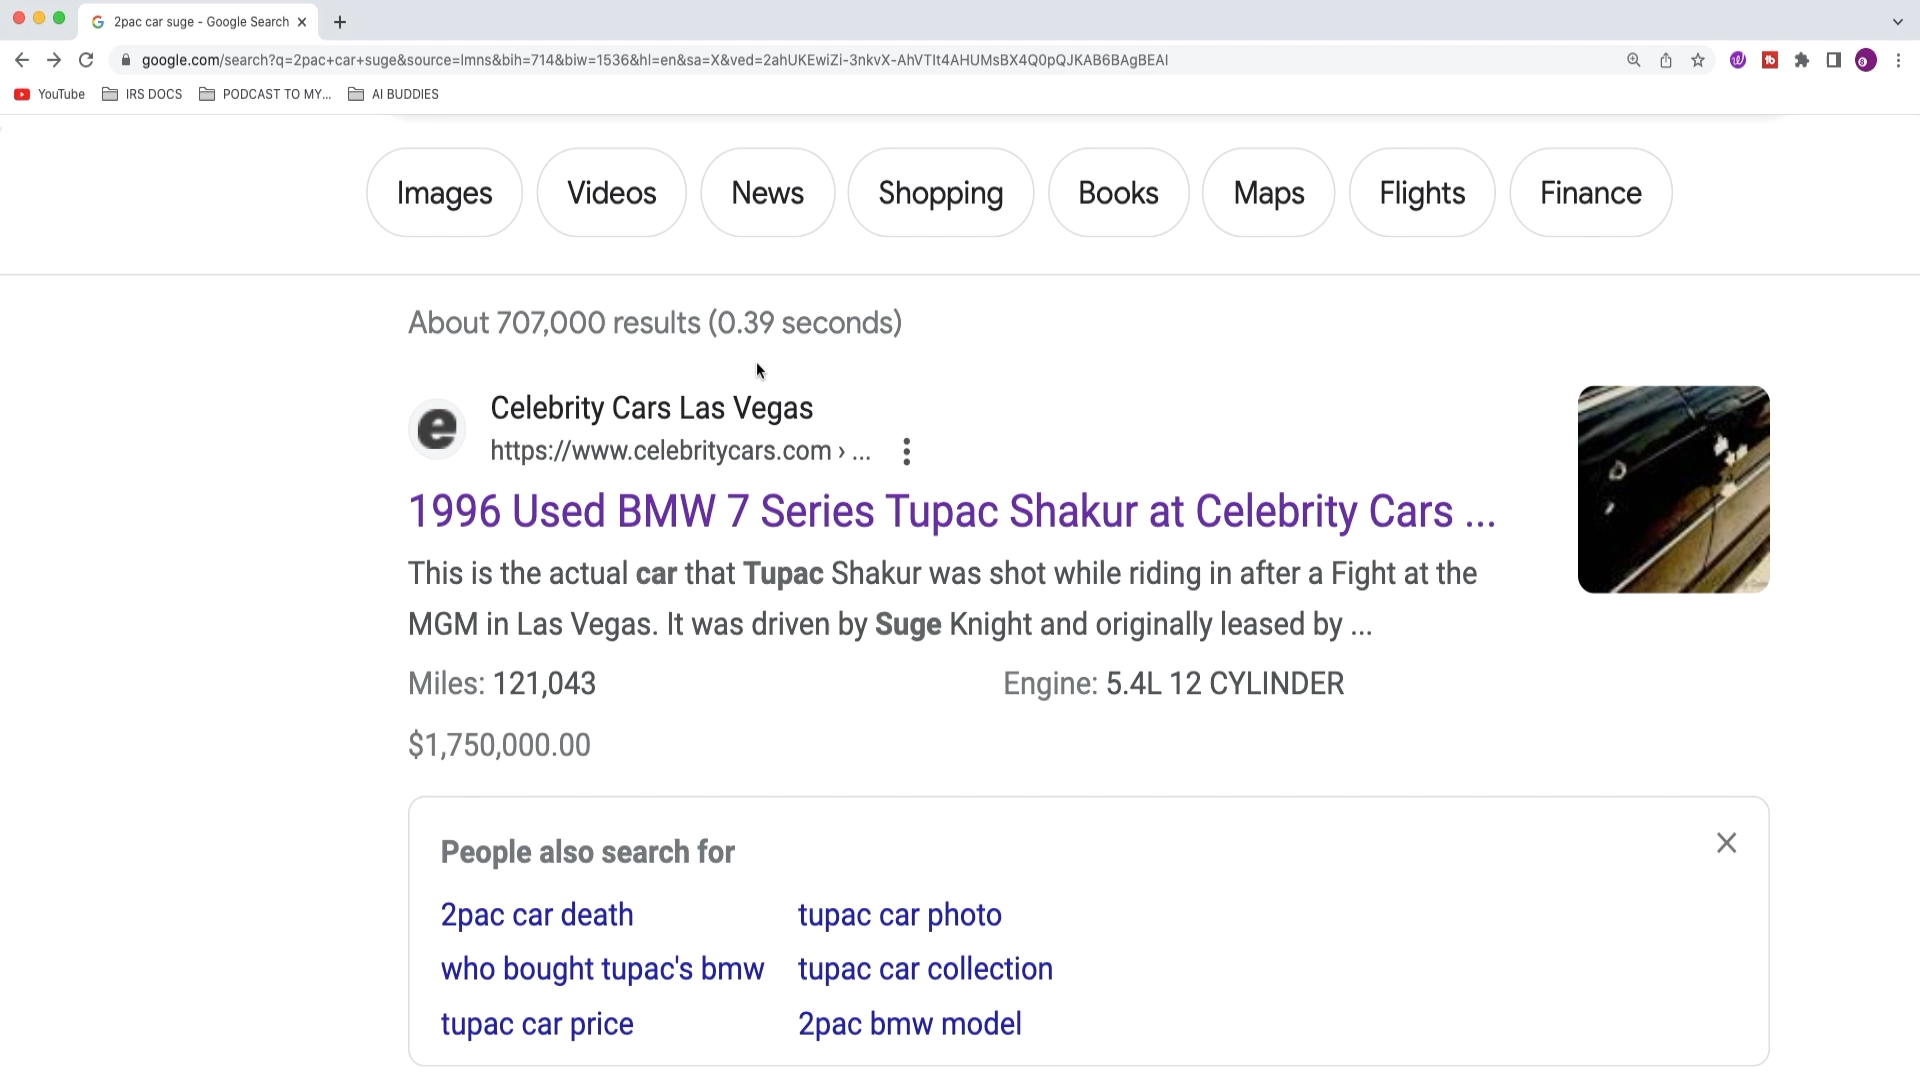 2pac car suge - Google Search
google.com/search?q=2pac+car+suge&source=lmns&bih=714&biw=1536&hl=en&sa=X&ved=2ahUKEwiZi-3nkvX-AhVTIt4AHUMsBX4Q0pQJKAB6BAgBEAI
YouTube IRS DOCS PODCAST TO MY... AI BUDDIES
Images Videos News Shopping Books Maps Flights Finance
About 707,000 results (0.39 seconds)
Celebrity Cars Las Vegas
https://www.celebritycars.com › ...
1996 Used BMW 7 Series Tupac Shakur at Celebrity Cars ...
This is the actual car that Tupac Shakur was shot while riding in after a Fight at the
MGM in Las Vegas. It was driven by Suge Knight and originally leased by ...
Miles: 121,043 Engine: 5.4L 12 CYLINDER
$1,750,000.00
People also search for
2pac car death tupac car photo
who bought tupac's bmw tupac car collection
tupac car price 2pac bmw model